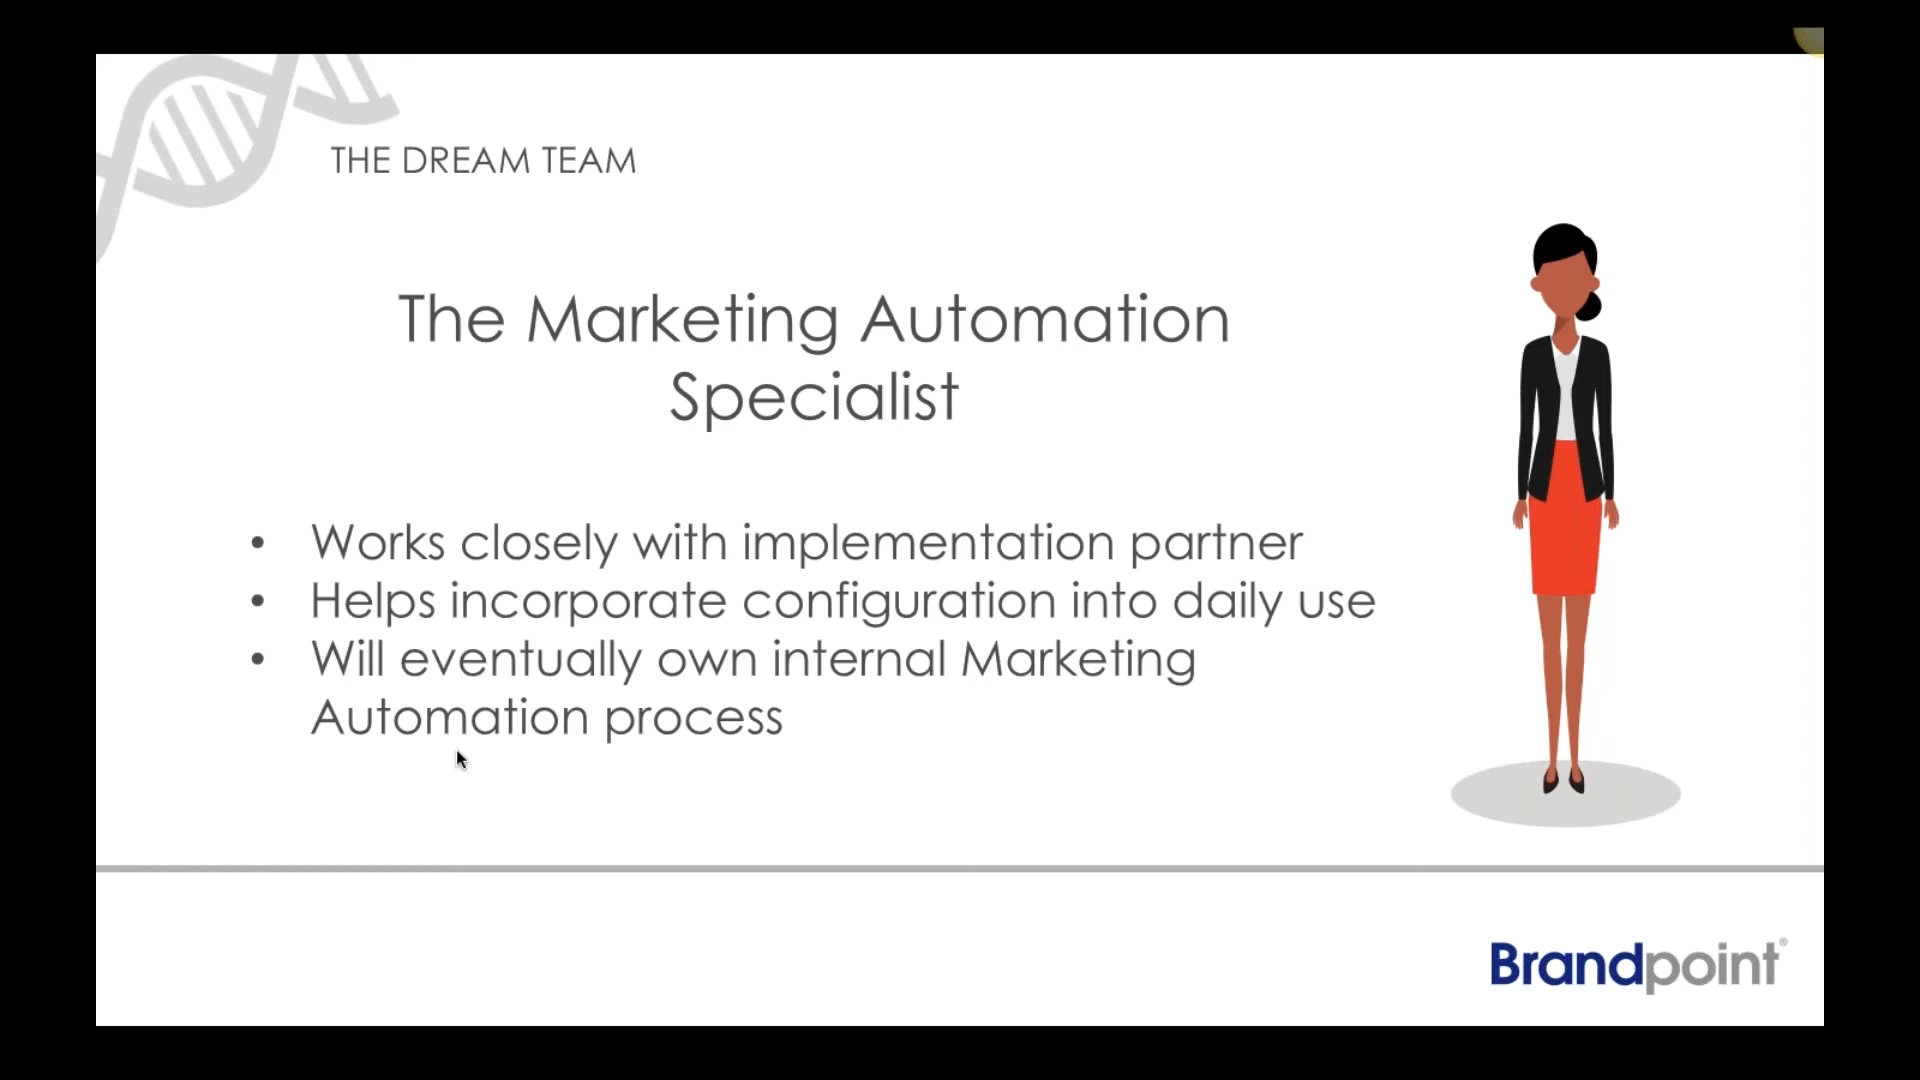 THE DREAM TEAM
The Marketing Automation
Specialist
• Works closely with implementation partner
• Helps incorporate configuration into daily use
• Will eventually own internal Marketing
Automation process
Brandpoint®